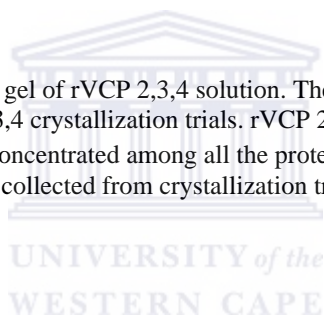 gel of rVCP 2,3,4 solution. The
3,4 crystallization trials. rVCP 2
oncentrated among all the prote
collected from crystallization tr
UNIVERSITY of the
WESTERN CAPE